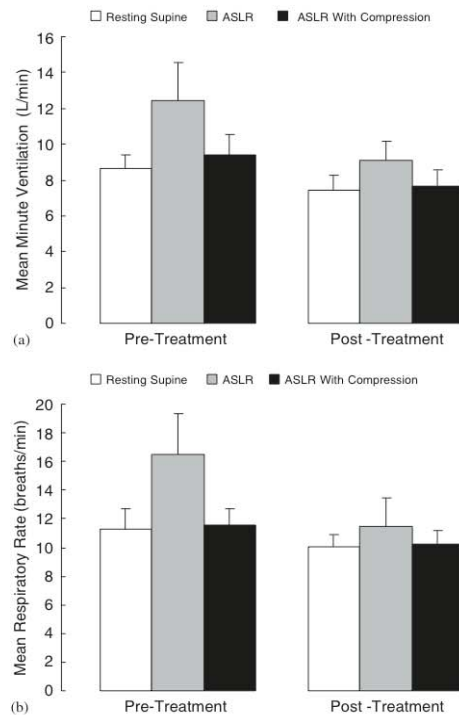 Resting Supine ASLR ASLR With Compression
Mean Minute Ventilation (L/min)
16
14
12
10
8
6
4
2
0
(a)
Pre-Treatment Post -Treatment
Resting Supine ASLR ASLR With Compression
Mean Respiratory Rate (breaths/min)
20
18
16
14
12
10
8
6
4
2
0
(b)
Pre-Treatment Post -Treatment